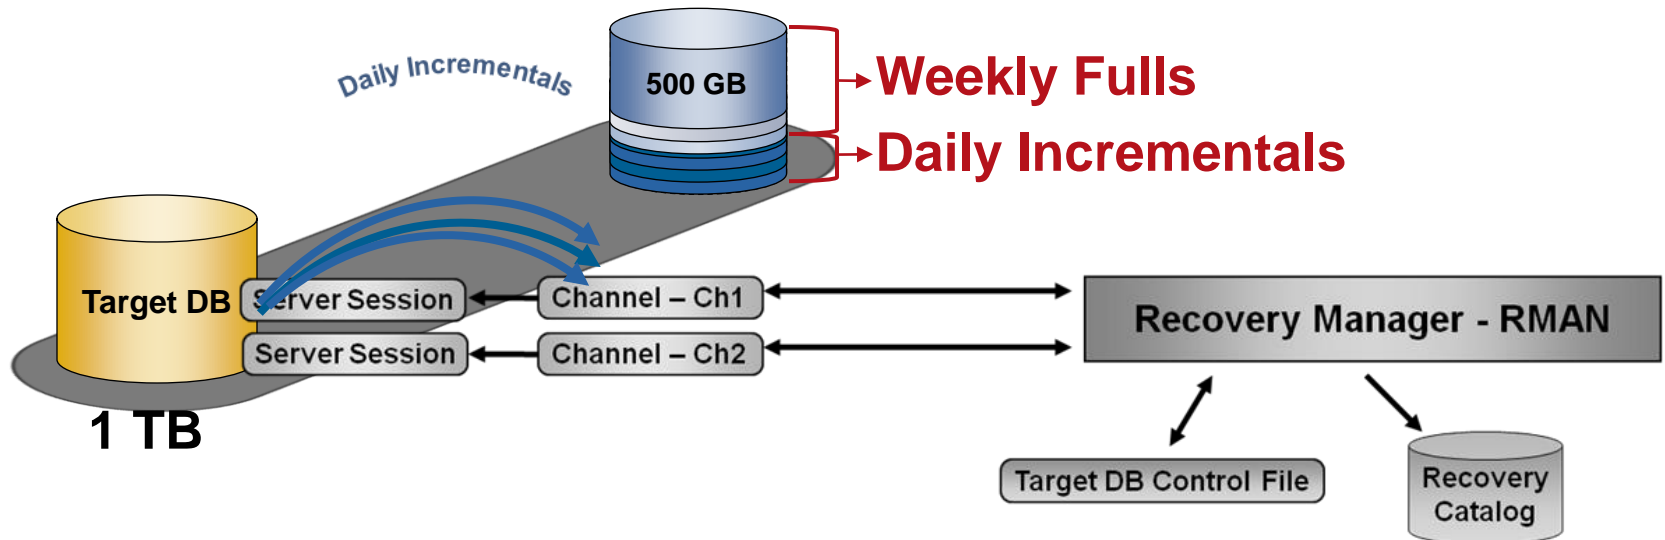 Daily Incrementals
500 GB
Weekly Fulls
Daily Incrementals
Target DB
Server Session
Channel – Ch1
Recovery Manager - RMAN
Server Session
Channel – Ch2
1 TB
Target DB Control File
Recovery
Catalog